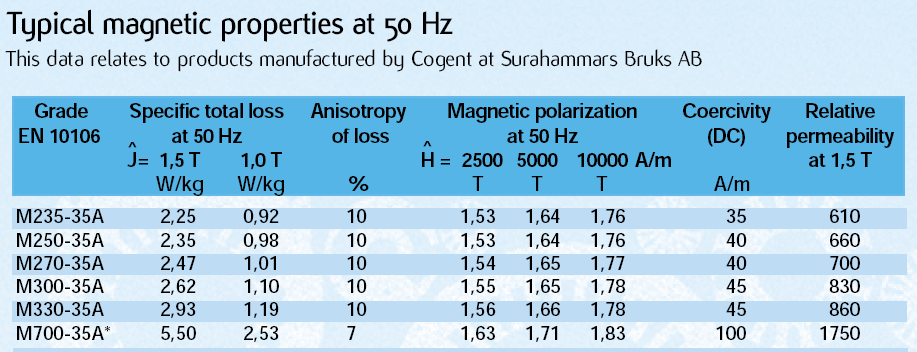 Typical magnetic properties at 50 Hz
This data relates to products manufactured by Cogent at Surahammars Bruks AB
Grade Specific total loss Anisotropy Magnetic polarization Coercivity Relative
EN 10106 at 50 Hz of loss at 50 Hz (DC) permeability
Ĵ= 1,5 T 1,0 T Ĥ = 2500 5000 10000 A/m at 1,5 T
W/kg W/kg % T T T A/m
M235-35A 2,25 0,92 10 1,53 1,64 1,76 35 610
M250-35A 2,35 0,98 10 1,53 1,64 1,76 40 660
M270-35A 2,47 1,01 10 1,54 1,65 1,77 40 700
M300-35A 2,62 1,10 10 1,55 1,65 1,78 45 830
M330-35A 2,93 1,19 10 1,56 1,66 1,78 45 860
M700-35A* 5,50 2,53 7 1,63 1,71 1,83 100 1750